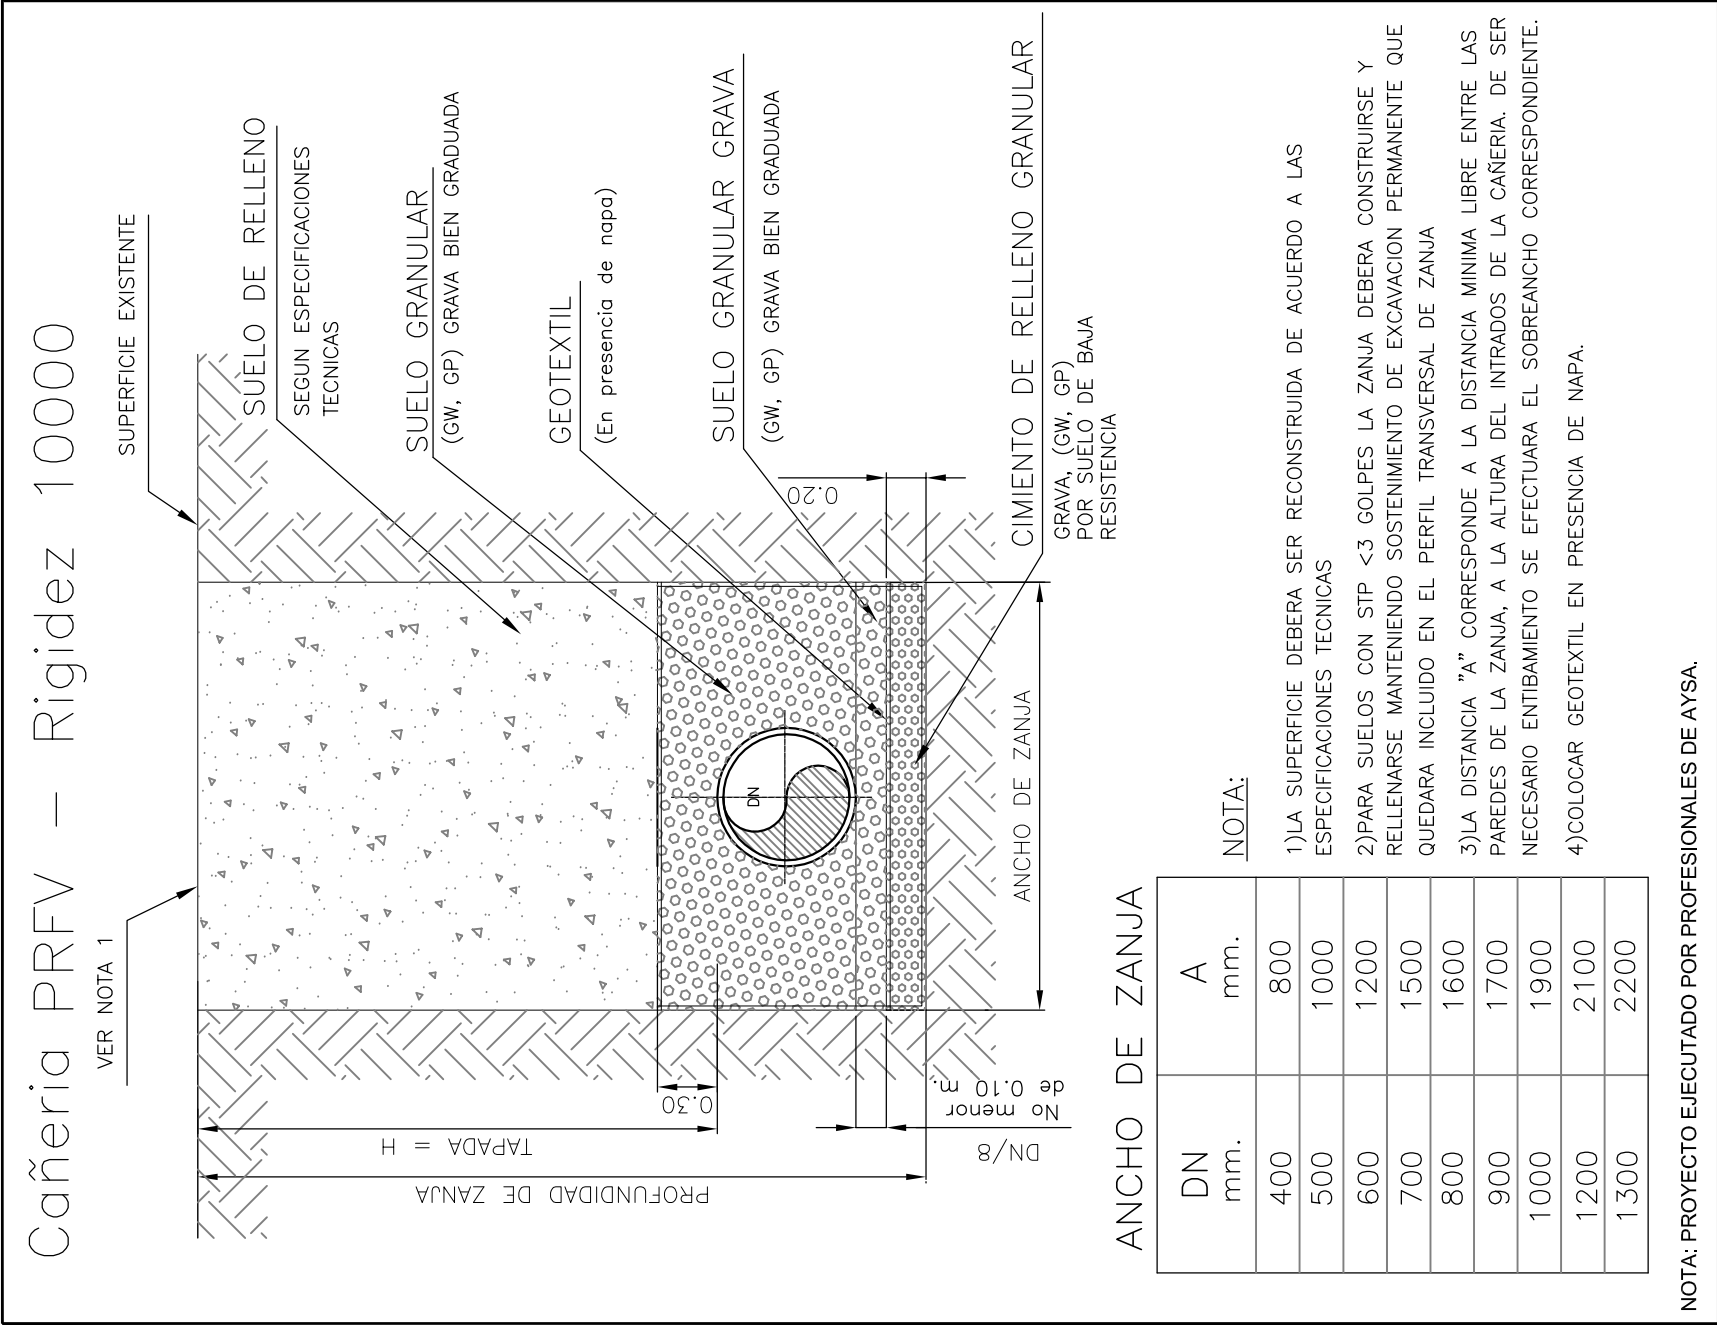 Cañeria PRFV – Rigidez 10000
VER NOTA 1
SUPERFICIE EXISTENTE
SUELO DE RELLENO
SEGUN ESPECIFICACIONES
TECNICAS
SUELO GRANULAR
(GW, GP) GRAVA BIEN GRADUADA
GEOTEXTIL
(En presencia de napa)
SUELO GRANULAR GRAVA
(GW, GP) GRAVA BIEN GRADUADA
CIMIENTO DE RELLENO GRANULAR
GRAVA, (GW, GP)
POR SUELO DE BAJA
RESISTENCIA
PROFUNDIDAD DE ZANJA
TAPADA = H
0.30
DN/8
No menor
de 0.10 m.
DN
0.20
ANCHO DE ZANJA
ANCHO DE ZANJA
DN A
mm. mm.
400 800
500 1000
600 1200
700 1500
800 1600
900 1700
1000 1900
1200 2100
1300 2200
NOTA:
1)LA SUPERFICIE DEBERA SER RECONSTRUIDA DE ACUERDO A LAS
ESPECIFICACIONES TECNICAS
2)PARA SUELOS CON STP <3 GOLPES LA ZANJA DEBERA CONSTRUIRSE Y
RELLENARSE MANTENIENDO SOSTENIMIENTO DE EXCAVACION PERMANENTE QUE
QUEDARA INCLUIDO EN EL PERFIL TRANSVERSAL DE ZANJA
3)LA DISTANCIA "A" CORRESPONDE A LA DISTANCIA MINIMA LIBRE ENTRE LAS
PAREDES DE LA ZANJA, A LA ALTURA DEL INTRADOS DE LA CAÑERIA. DE SER
NECESARIO ENTIBAMENTO SE EFECTUARA EL SOBREANCHO CORRESPONDIENTE.
4)COLOCAR GEOTEXTIL EN PRESENCIA DE NAPA.
NOTA: PROYECTO EJECUTADO POR PROFESIONALES DE AYSA.